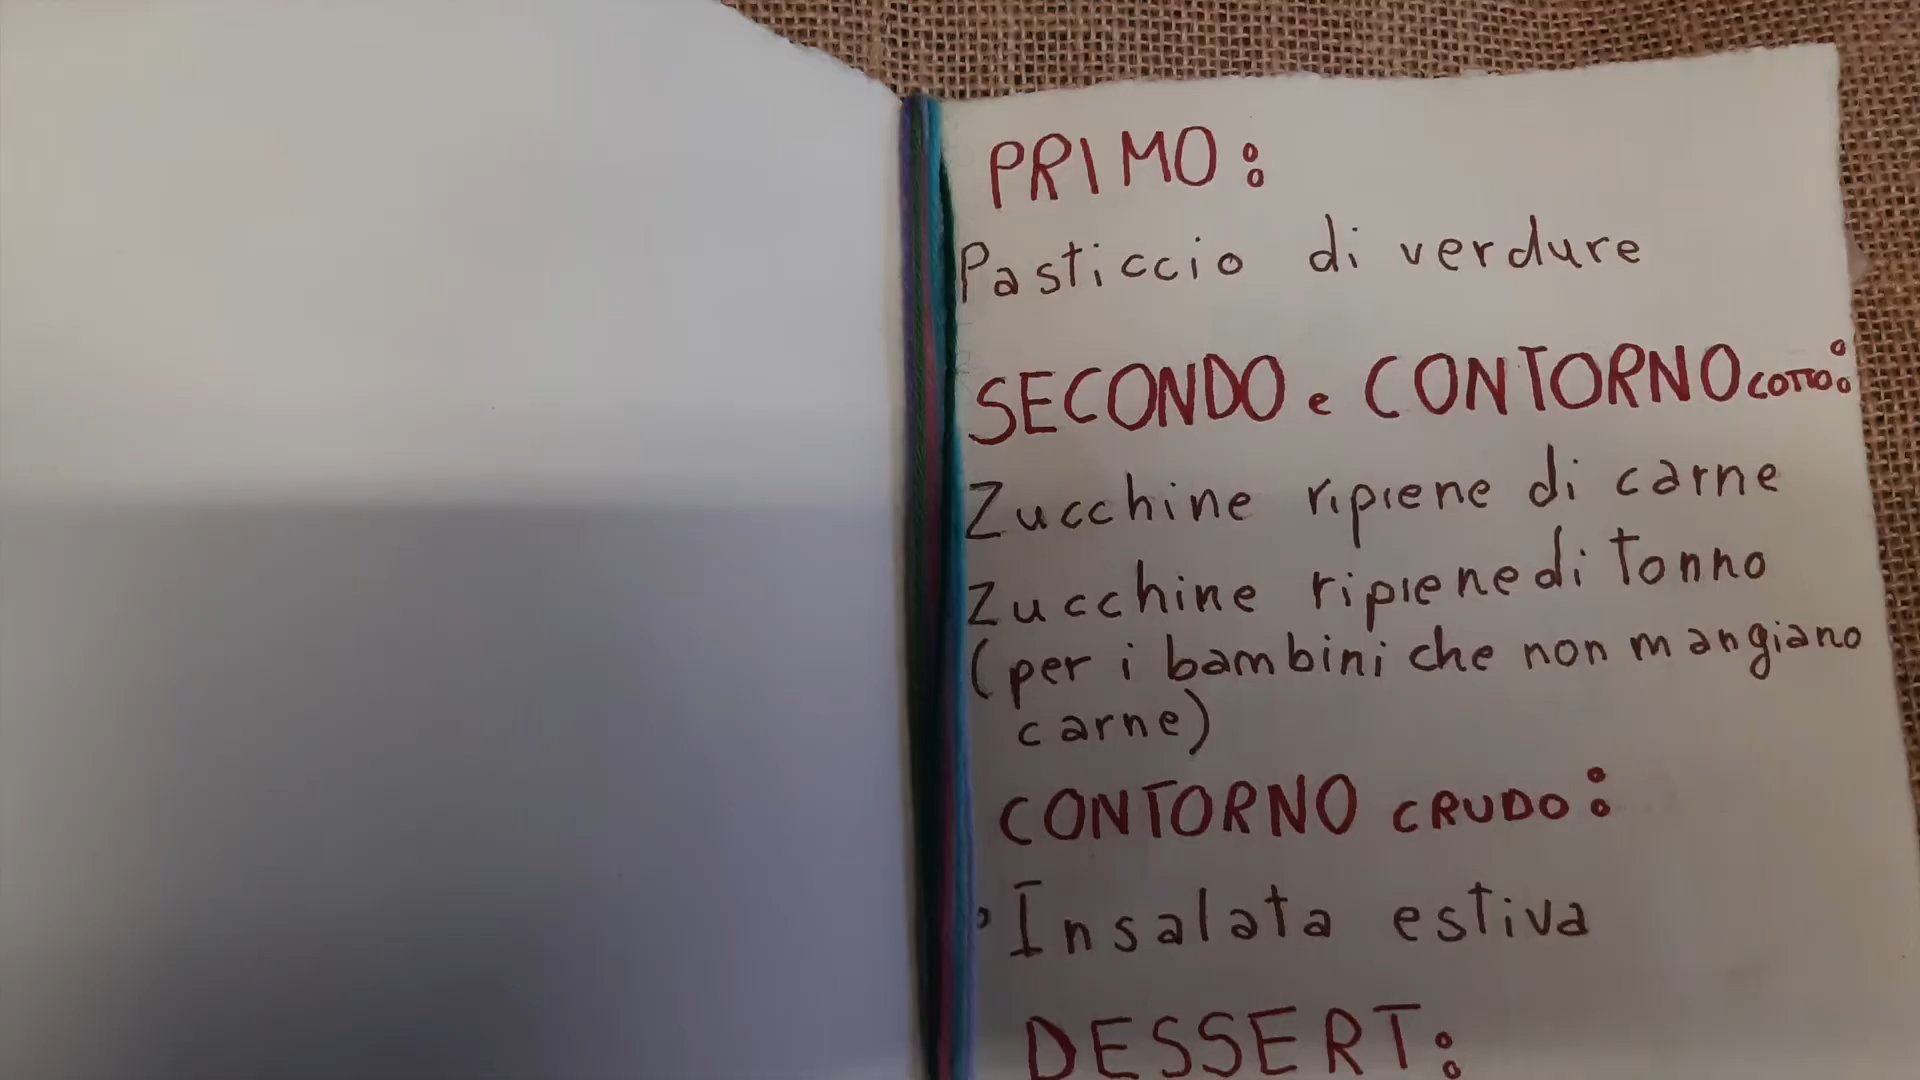 PRIMO:
Pasticcio di verdure
SECONDO e CONTORNO COTTO:
Zucchine ripiene di carne
Zucchine ripiene di tonno
(per i bambini che non mangiano
carne)
CONTORNO CRUDO:
Insalata estiva
DESSERT: